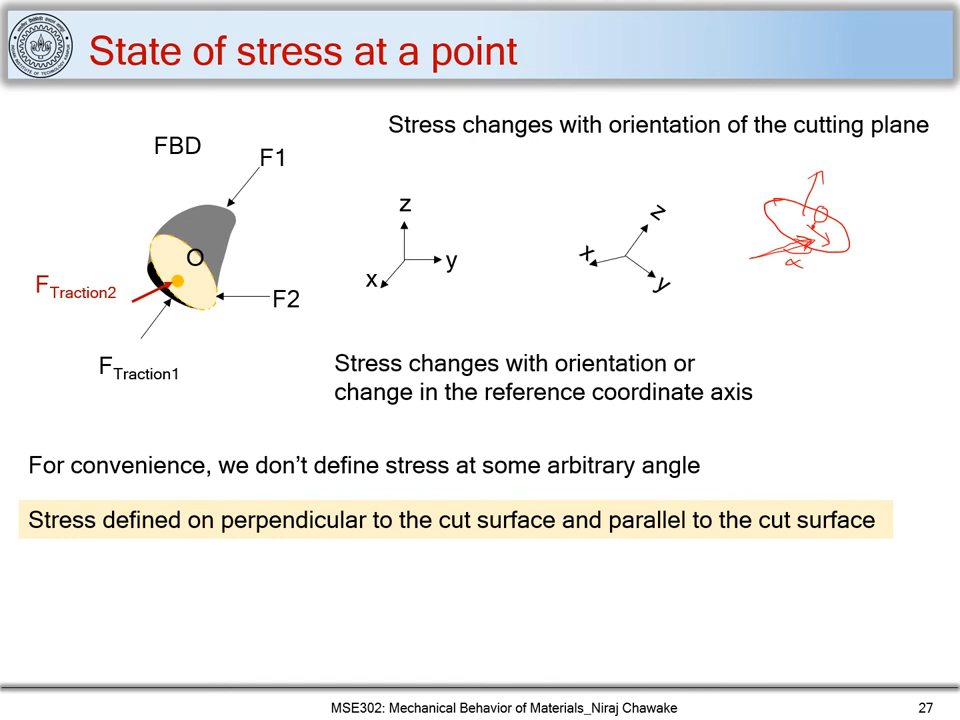 State of stress at a point
Stress changes with orientation of the cutting plane
FBD
F1
z
y
x
z
x
y
O
FTraction2
F2
FTraction1
α
Stress changes with orientation or
change in the reference coordinate axis
For convenience, we don’t define stress at some arbitrary angle
Stress defined on perpendicular to the cut surface and parallel to the cut surface
MSE302: Mechanical Behavior of Materials_Niraj Chawake
27